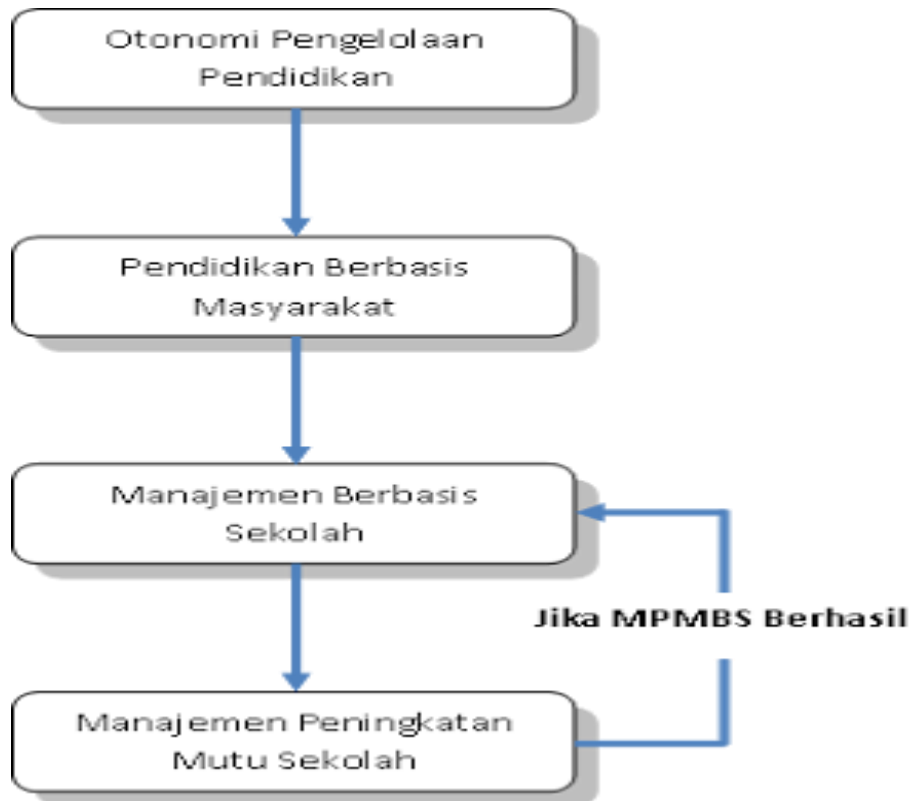 Otonomi Pengelolaan
Pendidikan
Pendidikan Berbasis
Masyarakat
Manajemen Berbasis
Sekolah
Jika MPMBS Berhasil
Manajemen Peningkatan
Mutu Sekolah